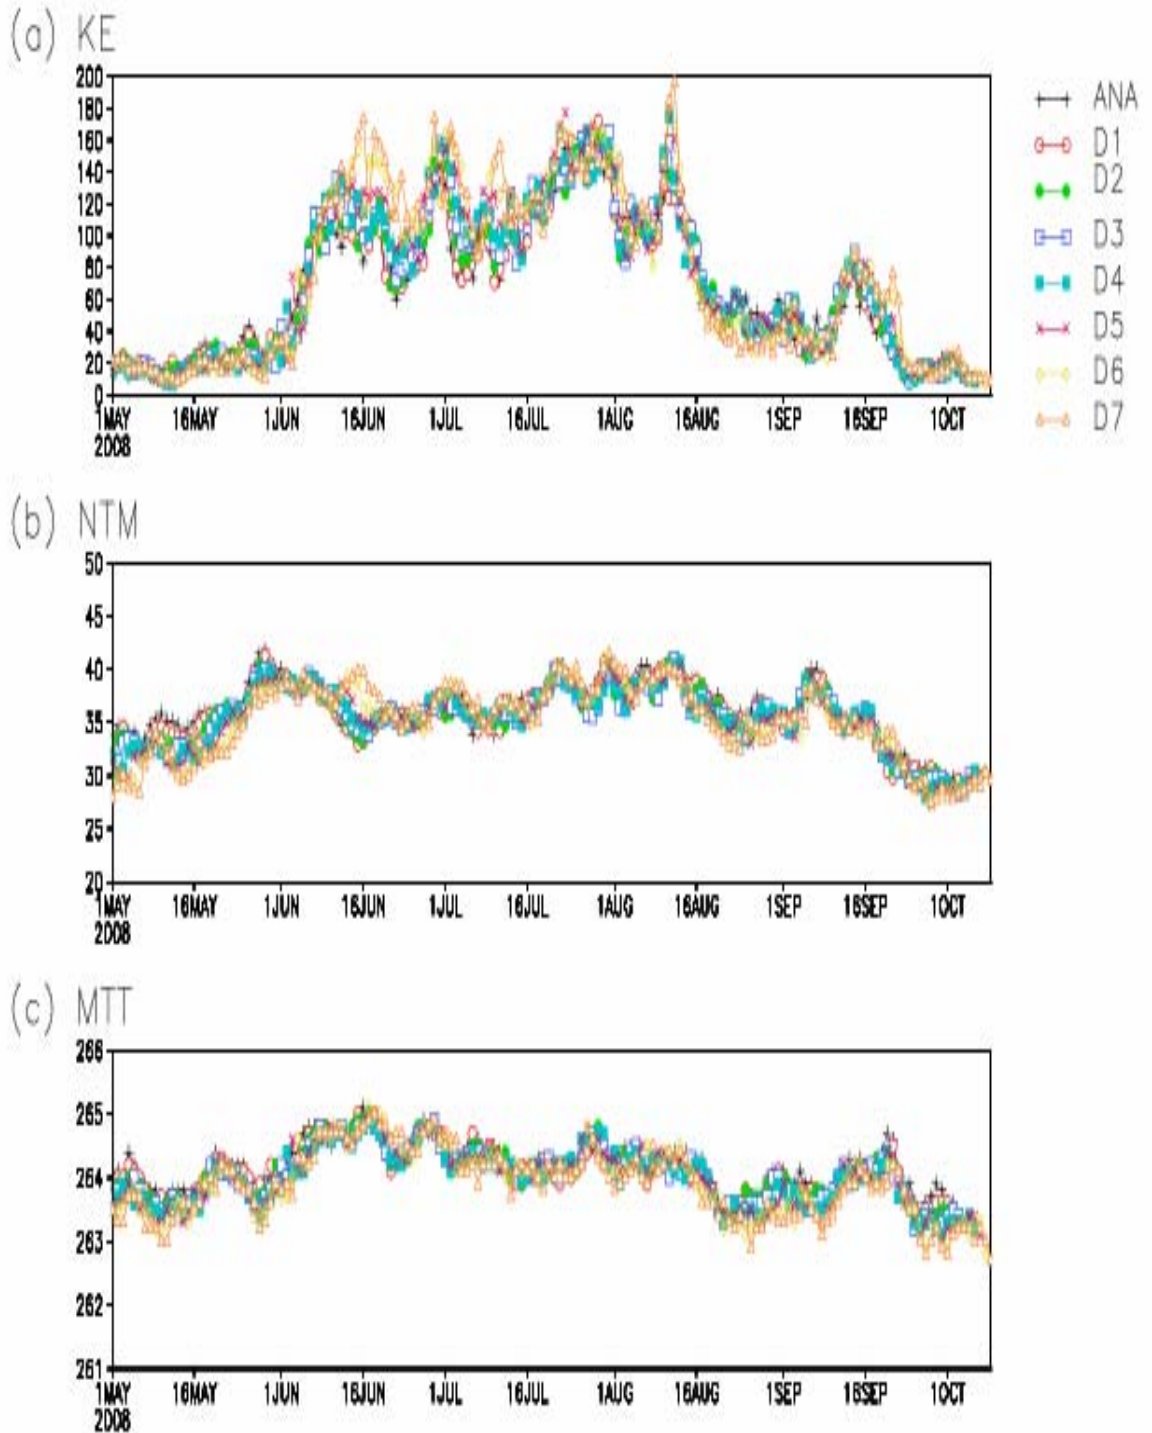 (a) KE
200
180
160
140
120
100
80
60
40
20
0
1MAY 16MAY 1JUN 16JUN 1JUL 16JUL 1AUG 16AUG 1SEP 16SEP 1OCT
2008
ANA
D1
D2
D3
D4
D5
D6
D7
(b) NTM
50
45
40
35
30
25
20
1MAY 16MAY 1JUN 16JUN 1JUL 16JUL 1AUG 16AUG 1SEP 16SEP 1OCT
2008
(c) MTT
266
265
264
263
262
261
1MAY 16MAY 1JUN 16JUN 1JUL 16JUL 1AUG 16AUG 1SEP 16SEP 1OCT
2008